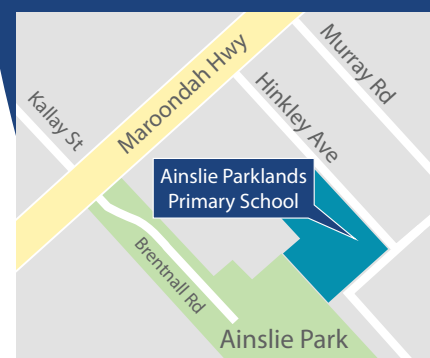 Murray Rd
Maroondah Hwy
Hinkley Ave
Kallay St
Ainslie Parklands
Primary School
Brentnall Rd
Ainslie Park